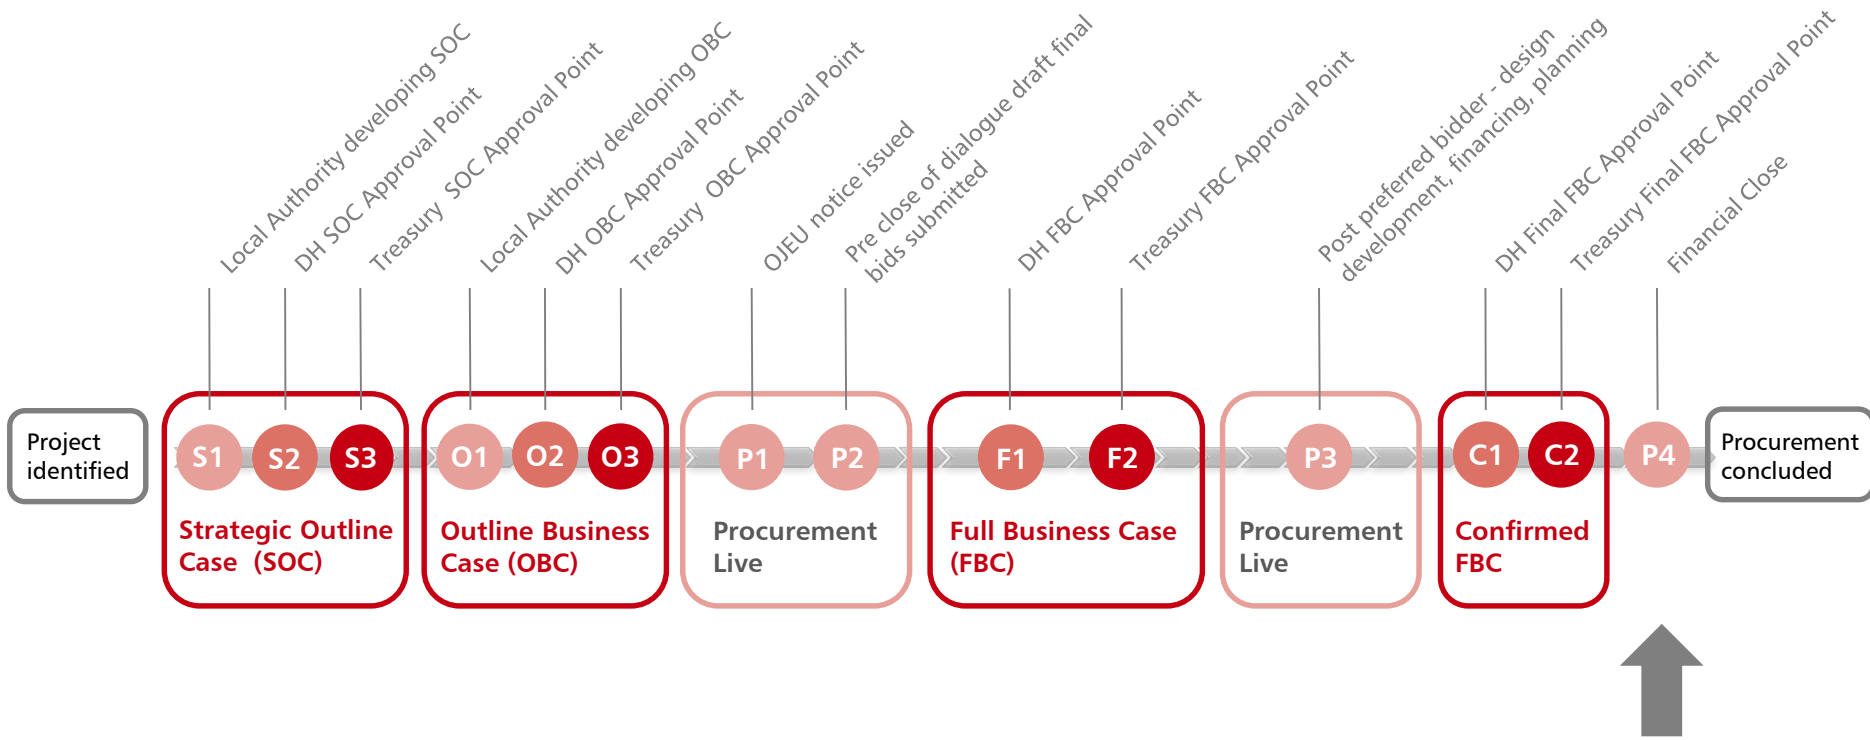 Local Authority developing SOC
DH SOC Approval Point
Treasury SOC Approval Point
Local Authority developing OBC
DH OBC Approval Point
Treasury OBC Approval Point
OJEU notice issued
Pre close of dialogue draft final
bids submitted
DH FBC Approval Point
Treasury FBC Approval Point
Post preferred bidder - design
development, financing, planning
DH Final FBC Approval Point
Treasury Final FBC Approval Point
Financial Close
Project
identified
S1
S2
S3
Strategic Outline
Case (SOC)
O1
O2
O3
Outline Business
Case (OBC)
P1
P2
Procurement
Live
F1
F2
Full Business Case
(FBC)
P3
Procurement
Live
C1
C2
Confirmed
FBC
P4
Procurement
concluded